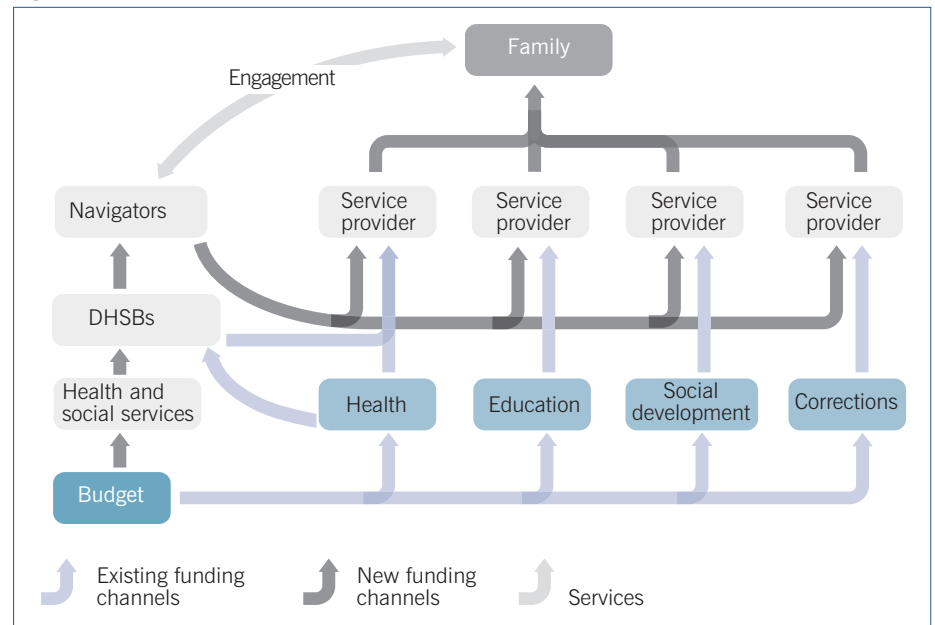 Family
Engagement
Navigators
Service
provider
Service
provider
Service
provider
Service
provider
DHSBs
Health and
social services
Health
Education
Social
development
Corrections
Budget
Existing funding
channels
New funding
channels
Services